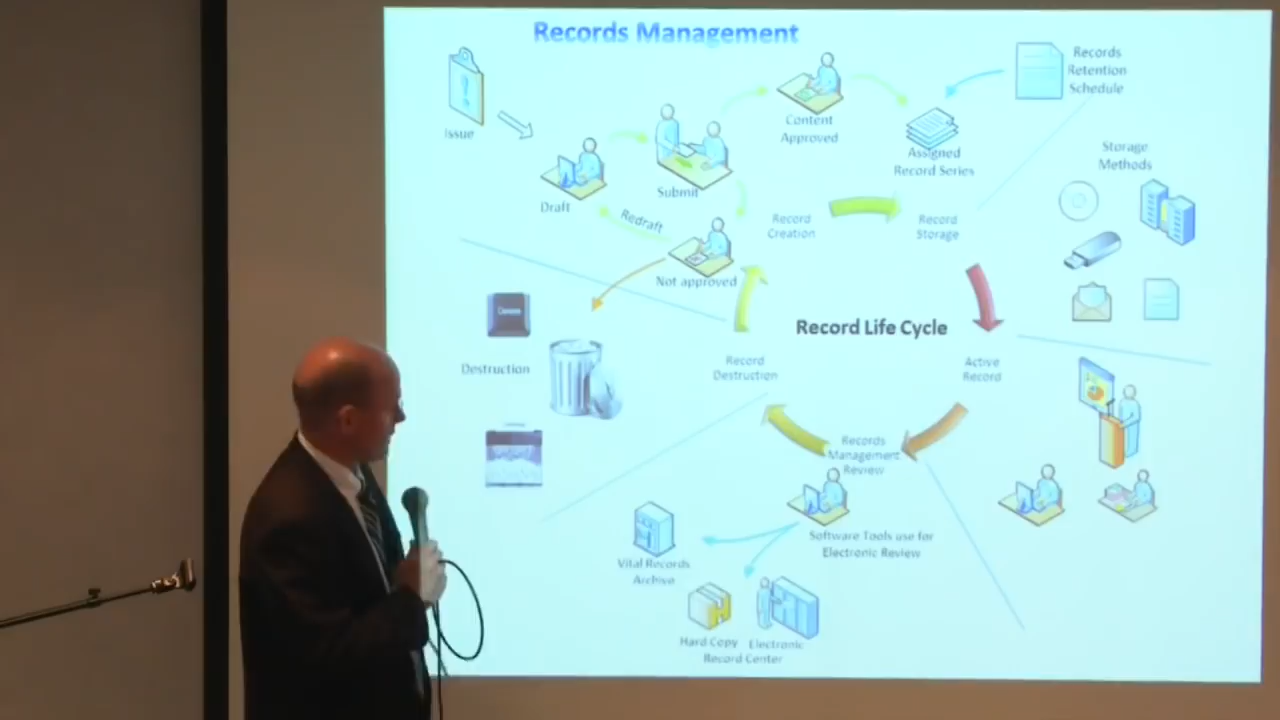 Records Management
Issue
Draft
Submit
Redraft
Not approved
Content
Approved
Assigned
Record Series
Records
Retention
Schedule
Storage
Methods
Record
Creation
Record
Storage
Record Life Cycle
Active
Record
Records
Management
Review
Record
Destruction
Delete
Destruction
Software Tools use for
Electronic Review
Vital Records
Archive
Hard Copy
Electronic
Record Center